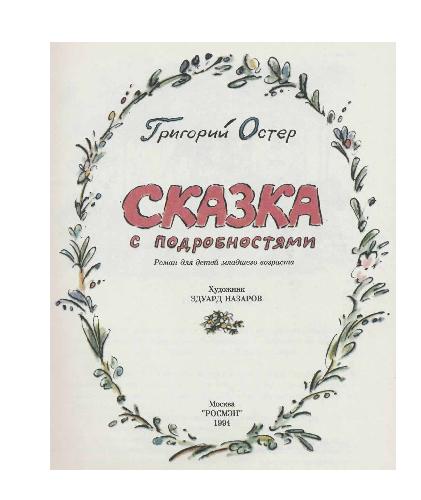 Григорий Остер
СКАЗКА
С ПОДРОБНОСТЯМИ
Роман для детей младшего возраста
Художник
ЭДУАРД НАЗАРОВ
Москва
"РОСМЭН"
1994